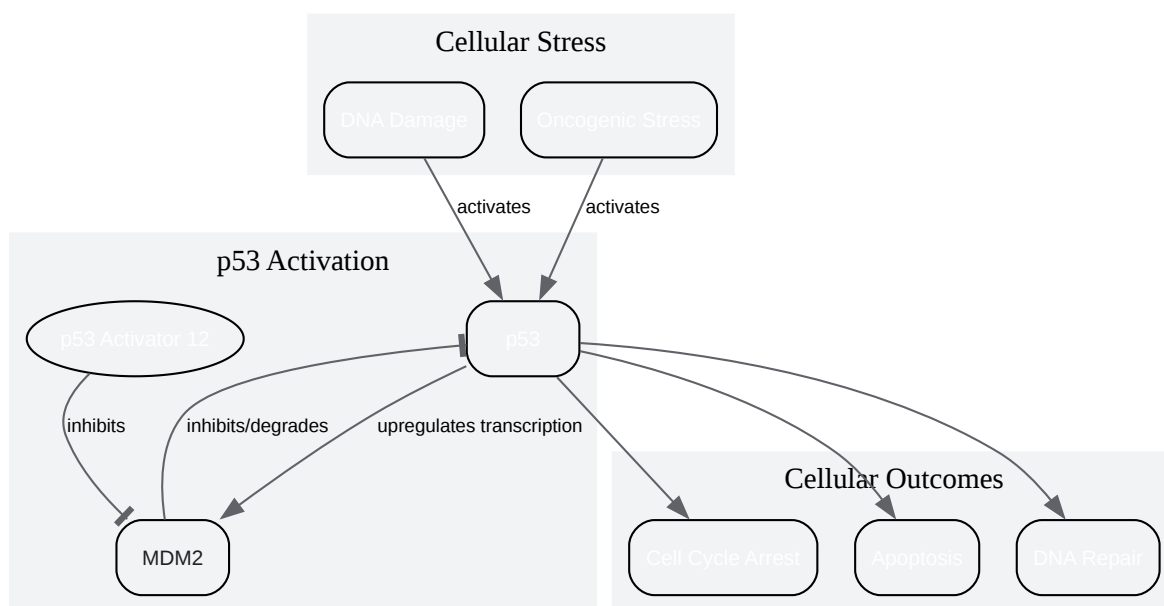 Cellular Stress
DNA Damage
Oncogenic Stress
activates
activates
p53 Activation
p53 Activator 12
p53
inhibits
inhibits/degrades
upregulates transcription
Cellular Outcomes
MDM2
Cell Cycle Arrest
Apoptosis
DNA Repair